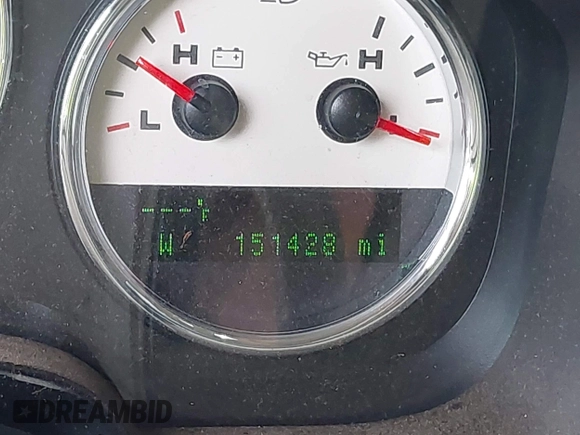 H H
L L
---°F
W 151428 mi
DREAMBID